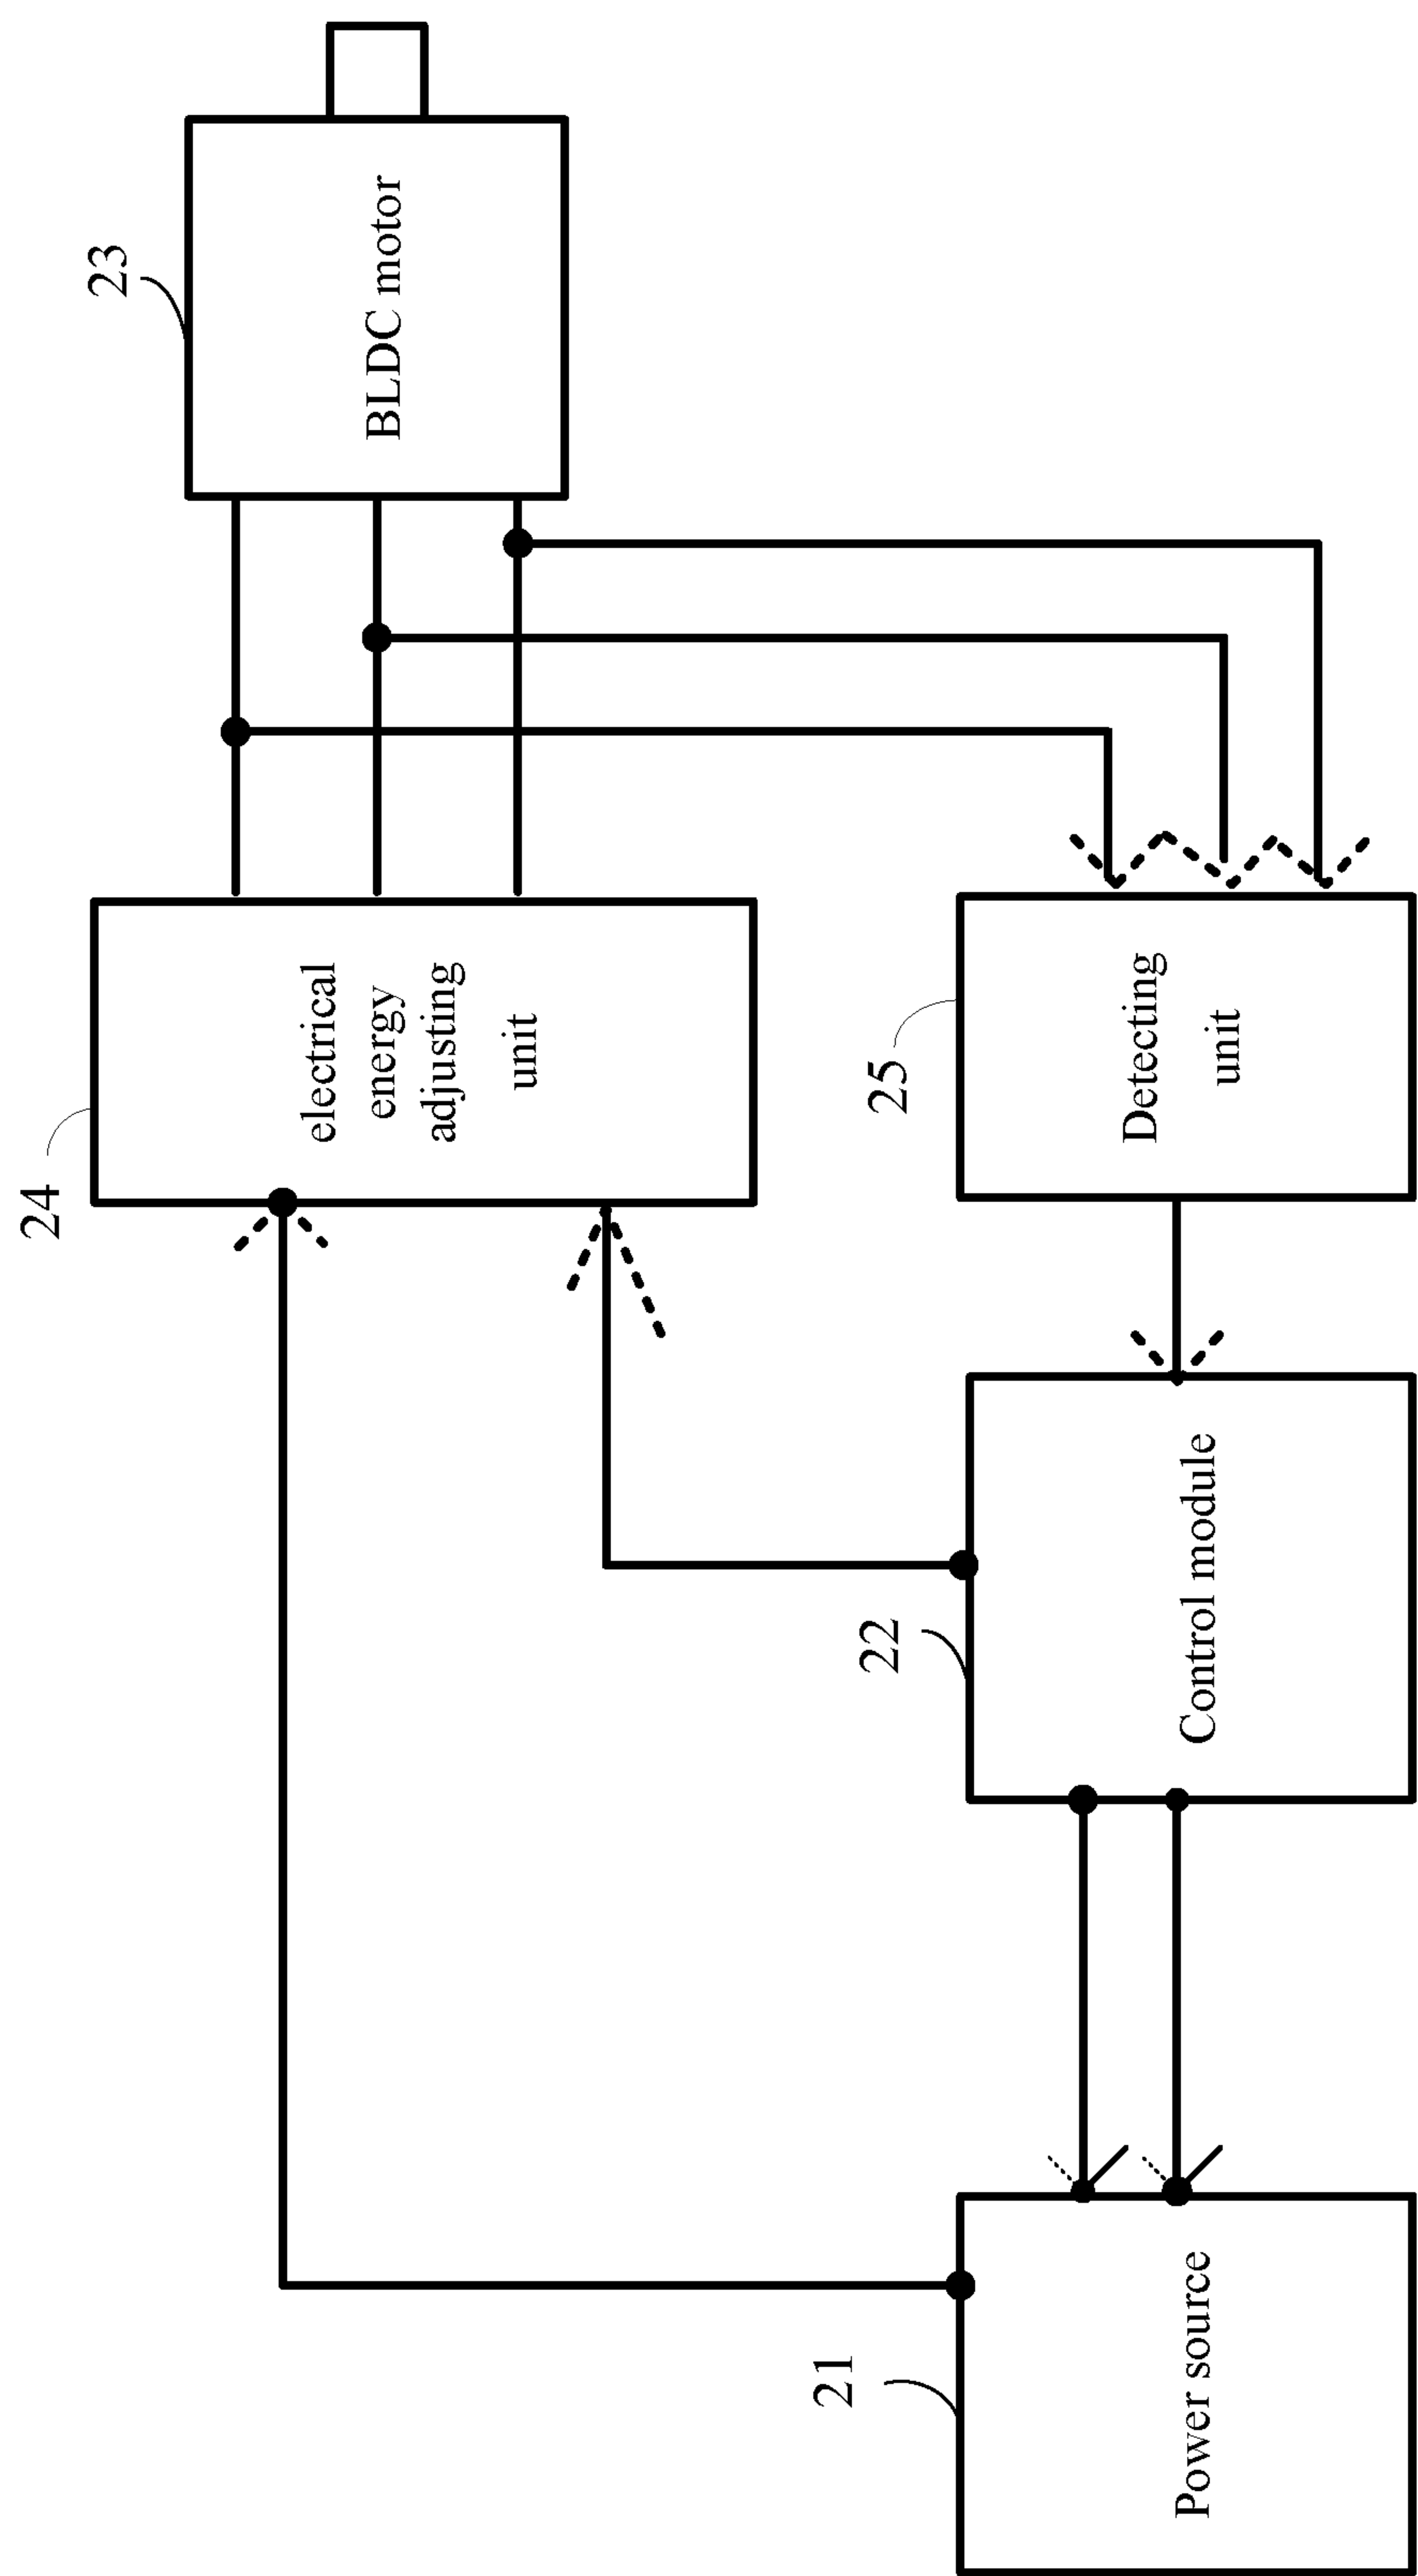 23
BLDC motor
24
electrical
energy
adjusting
unit
25
Detecting
unit
22
Control module
21
Power source